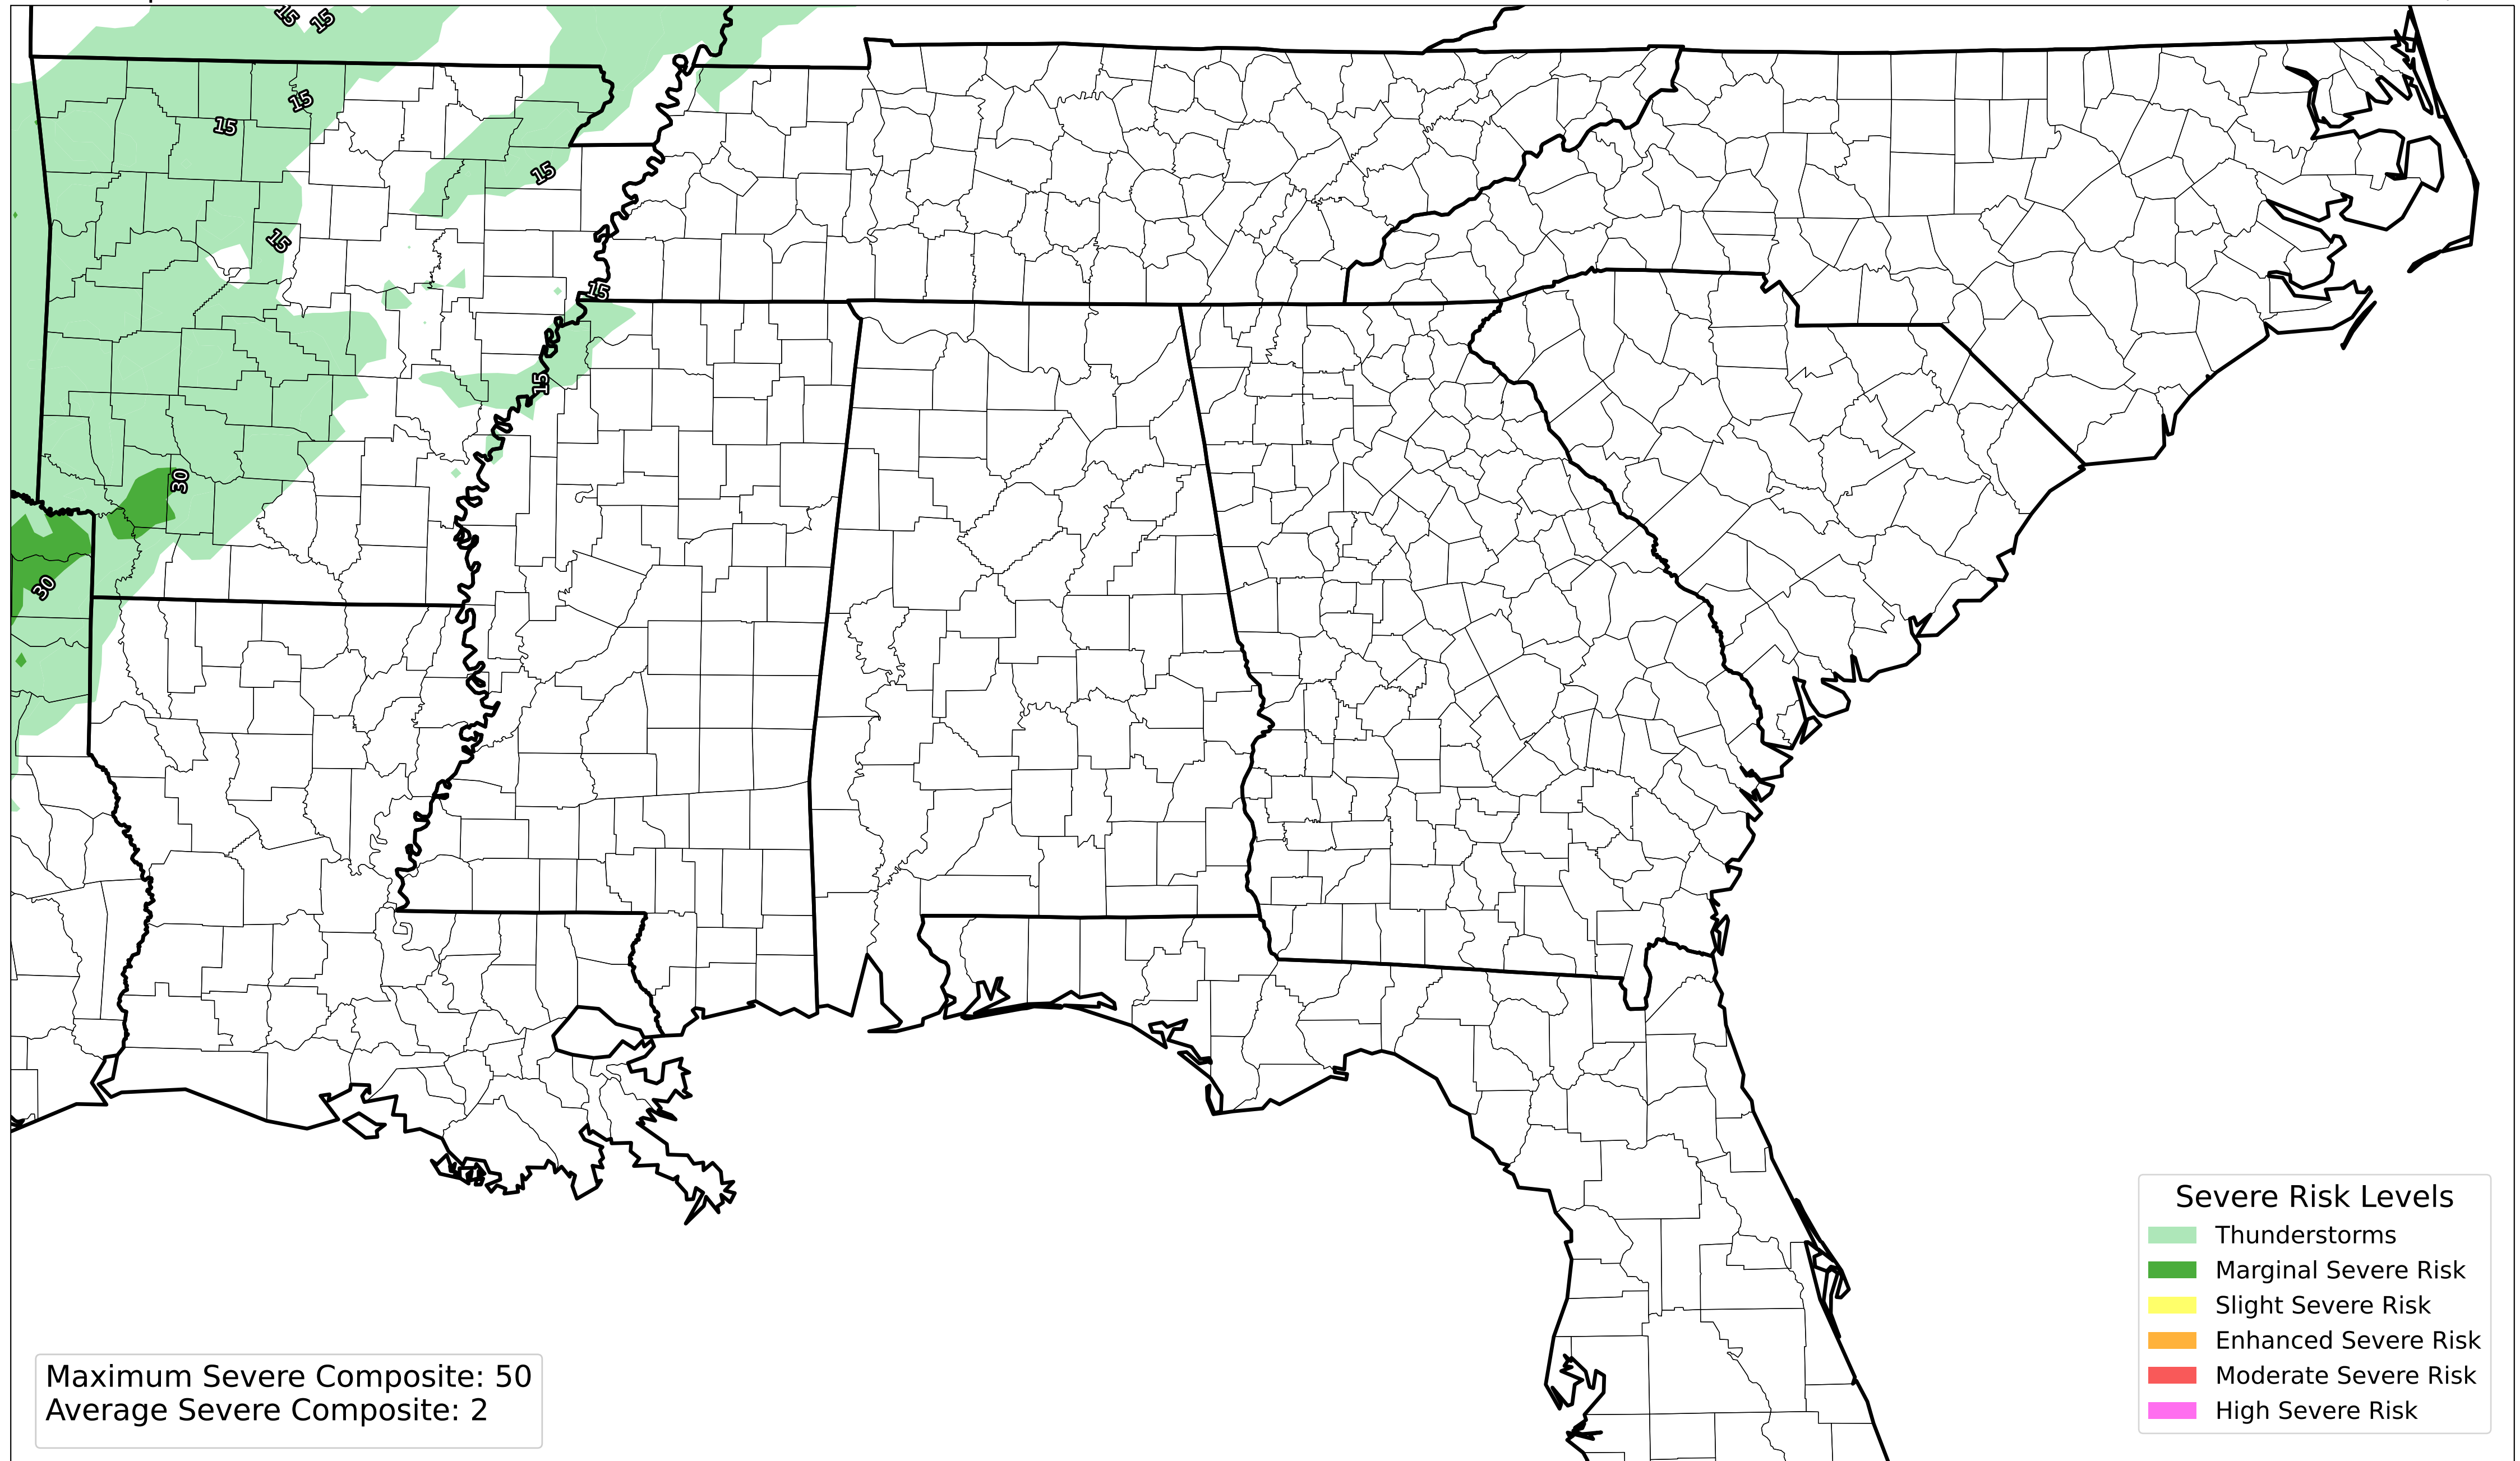 15
15
15
15
15
15
15
15
30
30
Severe Risk Levels
Thunderstorms
Marginal Severe Risk
Slight Severe Risk
Enhanced Severe Risk
Moderate Severe Risk
High Severe Risk
Maximum Severe Composite: 50
Average Severe Composite: 2